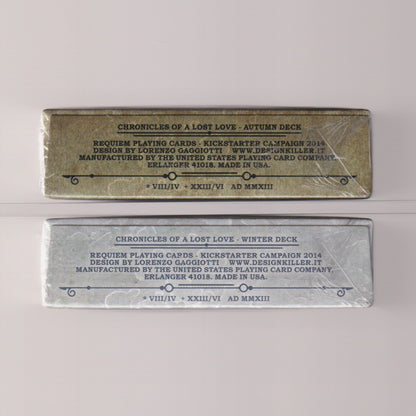 CHRONICLES OF A LOST LOVE - AUTUMN DECK
REQUIEM PLAYING CARDS - KICKSTARTER CAMPAIGN 2014
DESIGN BY LORENZO GAGGIOTTI WWW.DESIGNKILLER.IT
MANUFACTURED BY THE UNITED STATES PLAYING CARD COMPANY,
ERLANGER 41018. MADE IN USA.
* VIII/IV + XXIII/VI AD MMXIII
CHRONICLES OF A LOST LOVE - WINTER DECK
REQUIEM PLAYING CARDS - KICKSTARTER CAMPAIGN 2014
DESIGN BY LORENZO GAGGIOTTI WWW.DESIGNKILLER.IT
MANUFACTURED BY THE UNITED STATES PLAYING CARD COMPANY,
ERLANGER 41018. MADE IN USA.
* VIII/IV + XXIII/VI AD MMXIII